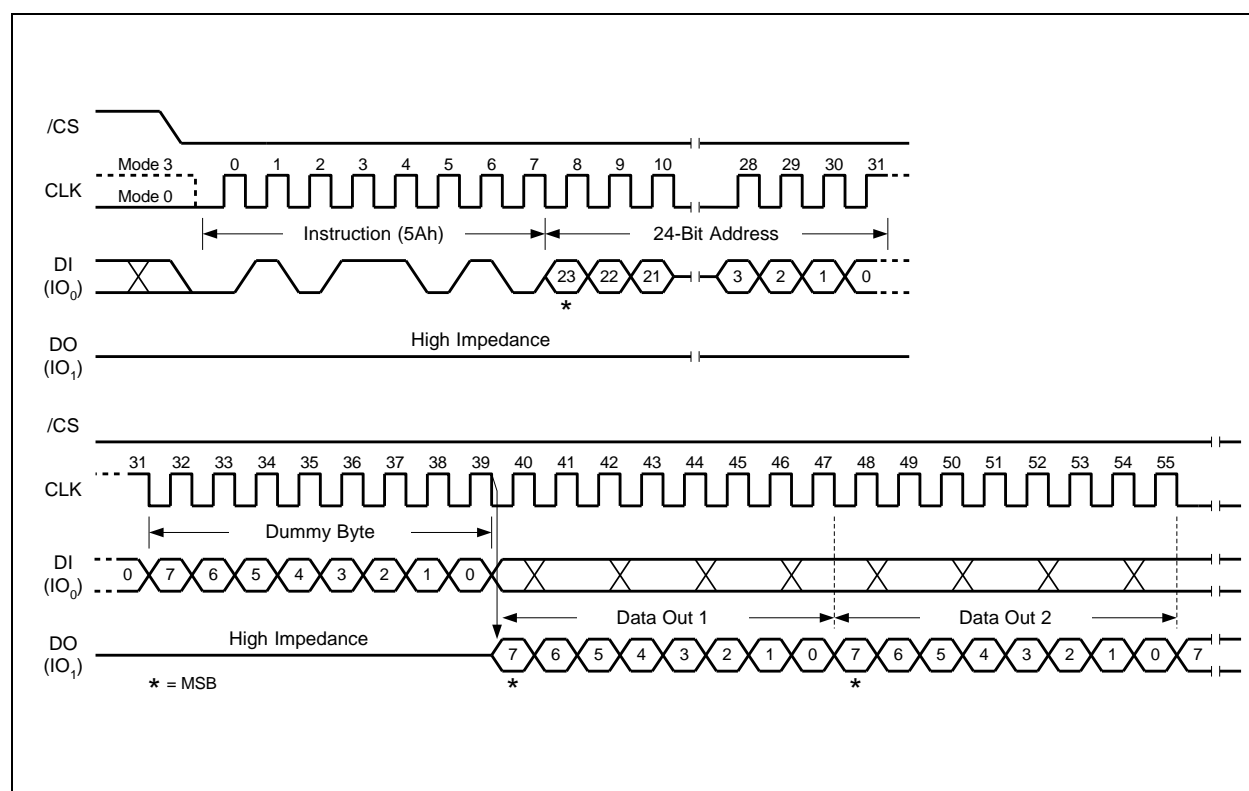 /CS
Mode 3 0 1 2 3 4 5 6 7 8 9 10 28 29 30 31
CLK
Mode 0
Instruction (5Ah) 24-Bit Address
DI
(IO0)
23 22 21 3 2 1 0
*
DO
(IO1)
High Impedance
/CS
31 32 33 34 35 36 37 38 39 40 41 42 43 44 45 46 47 48 49 50 51 52 53 54 55
CLK
Dummy Byte
DI
(IO0)
0 7 6 5 4 3 2 1 0
Data Out 1 Data Out 2
DO
(IO1)
High Impedance
7 6 5 4 3 2 1 0 7 6 5 4 3 2 1 0 7
* = MSB * *